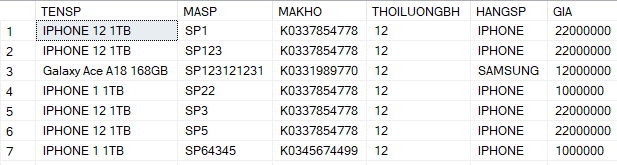 TENSP MASP MAKHO THOILUONGBH HANGSP GIA
1 IPHONE 12 1TB SP1 K0337854778 12 IPHONE 22000000
2 IPHONE 12 1TB SP123 K0337854778 12 IPHONE 22000000
3 Galaxy Ace A18 168GB SP123121231 K0331989770 12 SAMSUNG 12000000
4 IPHONE 1 1TB SP22 K0337854778 12 IPHONE 1000000
5 IPHONE 12 1TB SP3 K0337854778 12 IPHONE 22000000
6 IPHONE 12 1TB SP5 K0337854778 12 IPHONE 22000000
7 IPHONE 1 1TB SP64345 K0345674499 12 IPHONE 1000000